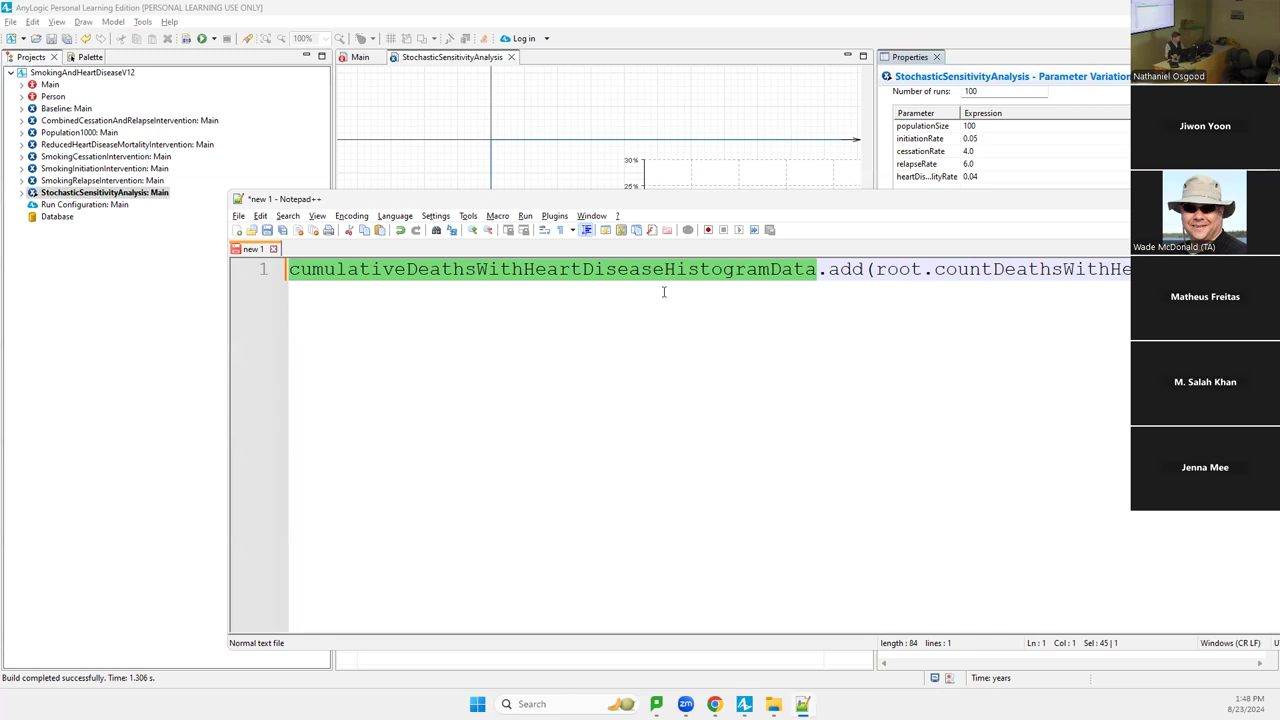 AnyLogic Personal Learning Edition [PERSONAL LEARNING USE ONLY]
File Edit View Draw Model Tools Help
100% Log in
Projects Palette
Main StochasticSensitivityAnalysis
Properties
SmokingAndHeartDiseaseV12
Main
Person
Baseline: Main
CombinedCessationAndRelapseIntervention: Main
Population1000: Main
ReducedHeartDiseaseMortalityIntervention: Main
SmokingCessationIntervention: Main
SmokingInitiationIntervention: Main
SmokingRelapseIntervention: Main
StochasticSensitivityAnalysis: Main
Run Configuration: Main
Database
30%
25%
StochasticSensitivityAnalysis - Parameter Variation
Number of runs: 100
Parameter Expression
populationSize 100
initiationRate 0.05
cessationRate 4.0
relapseRate 6.0
heartDis...lityRate 0.04
*new 1 - Notepad++
File Edit Search View Encoding Language Settings Tools Macro Run Plugins Window ?
new 1
1 cumulativeDeathsWithHeartDiseaseHistogramData.add(root.countDeathsWithHe
Normal text file length : 84 lines : 1 Ln : 1 Col : 1 Sel : 45 | 1 Windows (CR LF) U
Build completed successfully. Time: 1.306 s.
Time: years
Search
zm
1:48 PM
8/23/2024
Nathaniel Osgood
Jiwon Yoon
Wade McDonald (TA)
Matheus Freitas
M. Salah Khan
Jenna Mee